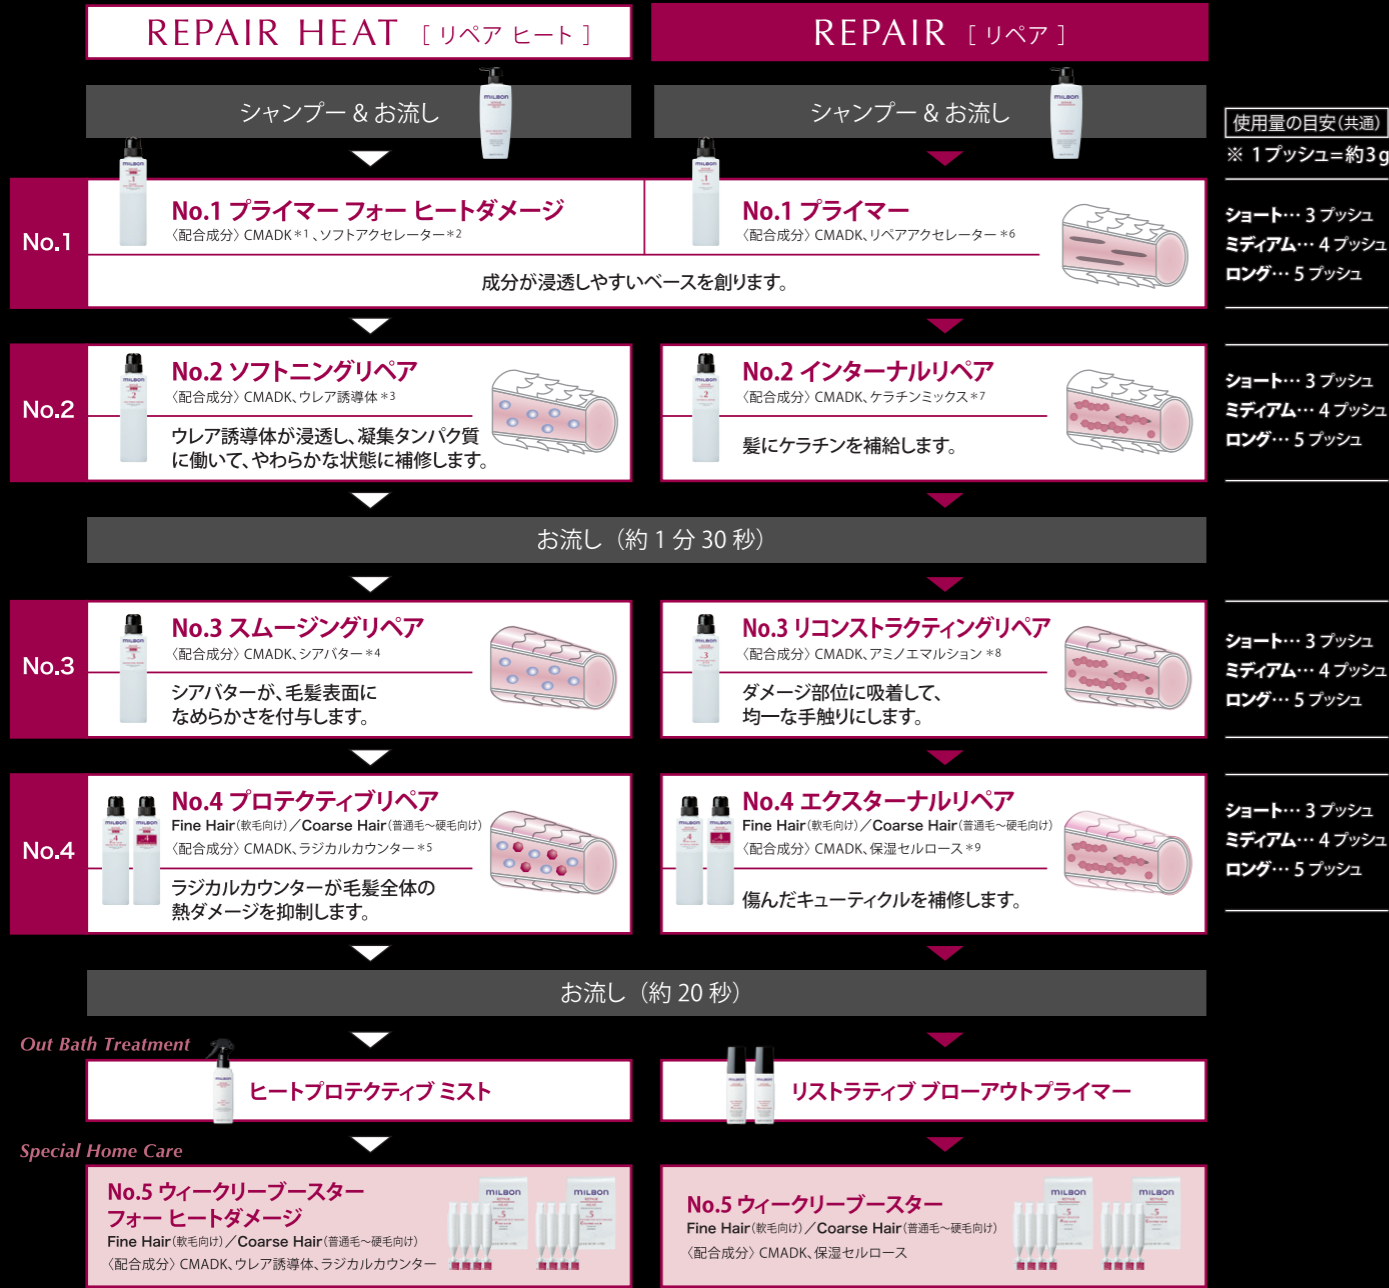 REPAIR HEAT [ リペア ヒート ]
REPAIR [ リペア ]
シャンプー & お流し
シャンプー & お流し
使用量の目安(共通)
※ 1プッシュ=約3g
No.1
No.1 プライマー フォー ヒートダメージ
〈配合成分〉 CMADK*1、ソフトアクセレーター*2
No.1 プライマー
〈配合成分〉 CMADK、リペアアクセレーター*6
成分が浸透しやすいベースを創ります。
ショート… 3 プッシュ
ミディアム… 4 プッシュ
ロング… 5 プッシュ
No.2
No.2 ソフトニングリペア
〈配合成分〉 CMADK、ウレア誘導体*3
ウレア誘導体が浸透し、凝集タンパク質
に働いて、やわらかな状態に補修します。
No.2 インターナルリペア
〈配合成分〉 CMADK、ケラチンミックス*7
髪にケラチンを補給します。
ショート… 3 プッシュ
ミディアム… 4 プッシュ
ロング… 5 プッシュ
お流し（約 1 分 30 秒）
No.3
No.3 スムージングリペア
〈配合成分〉 CMADK、シアバター*4
シアバターが、毛髪表面に
なめらかさを付与します。
No.3 リコンストラクティングリペア
〈配合成分〉 CMADK、アミノエマルション*8
ダメージ部位に吸着して、
均一な手触りにします。
ショート… 3 プッシュ
ミディアム… 4 プッシュ
ロング… 5 プッシュ
No.4
No.4 プロテクティブリペア
Fine Hair(軟毛向け)／Coarse Hair(普通毛〜硬毛向け)
〈配合成分〉 CMADK、ラジカルカウンター*5
ラジカルカウンターが毛髪全体の
熱ダメージを抑制します。
No.4 エクスターナルリペア
Fine Hair(軟毛向け)／Coarse Hair(普通毛〜硬毛向け)
〈配合成分〉 CMADK、保湿セルロース*9
傷んだキューティクルを補修します。
ショート… 3 プッシュ
ミディアム… 4 プッシュ
ロング… 5 プッシュ
お流し（約 20 秒）
Out Bath Treatment
ヒートプロテクティブ ミスト
リストラティブ ブローアウトプライマー
Special Home Care
No.5 ウィークリーブースター
フォー ヒートダメージ
Fine Hair(軟毛向け)／Coarse Hair(普通毛〜硬毛向け)
〈配合成分〉 CMADK、ウレア誘導体、ラジカルカウンター
MILBON
MILBON
No.5 ウィークリーブースター
Fine Hair(軟毛向け)／Coarse Hair(普通毛〜硬毛向け)
〈配合成分〉 CMADK、保湿セルロース
MILBON
MILBON